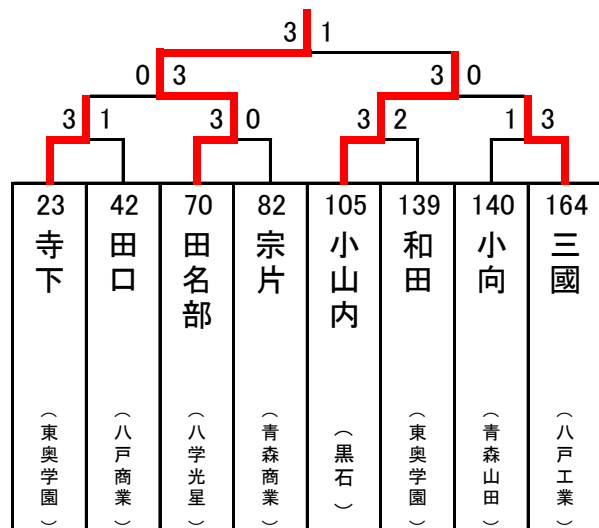 3 1
0 3 3 0
3 1 3 0 3 2 1 3
23 42 70 82 105 139 140 164
寺下
田口
田名部
宗片
小山内
和田
小向
三國
（東奥学園）
（八戸商業）
（八学光星）
（青森商業）
（黒石）
（東奥学園）
（青森山田）
（八戸工業）